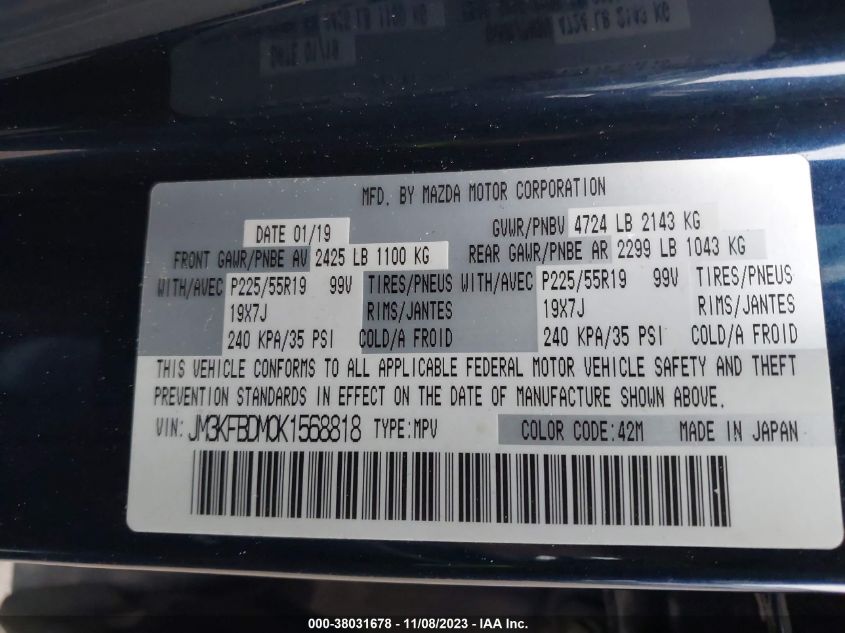 MFD. BY MAZDA MOTOR CORPORATION
DATE 01/19 GVWR/PNBV 4724 LB 2143 KG
FRONT GAWR/PNBE AV 2425 LB 1100 KG REAR GAWR/PNBE AR 2299 LB 1043 KG
WITH/AVEC P225/55R19 99V TIRES/PNEUS WITH/AVEC P225/55R19 99V TIRES/PNEUS
19X7J RIMS/JANTES 19X7J RIMS/JANTES
240 KPA/35 PSI COLD/A FROID 240 KPA/35 PSI COLD/A FROID
THIS VEHICLE CONFORMS TO ALL APPLICABLE FEDERAL MOTOR VEHICLE SAFETY AND THEFT
PREVENTION STANDARDS IN EFFECT ON THE DATE OF MANUFACTURE SHOWN ABOVE.
VIN: JM3KFBDM0K1568818 TYPE: MPV COLOR CODE: 42M MADE IN JAPAN
000-38031678 - 11/08/2023 - IAA Inc.